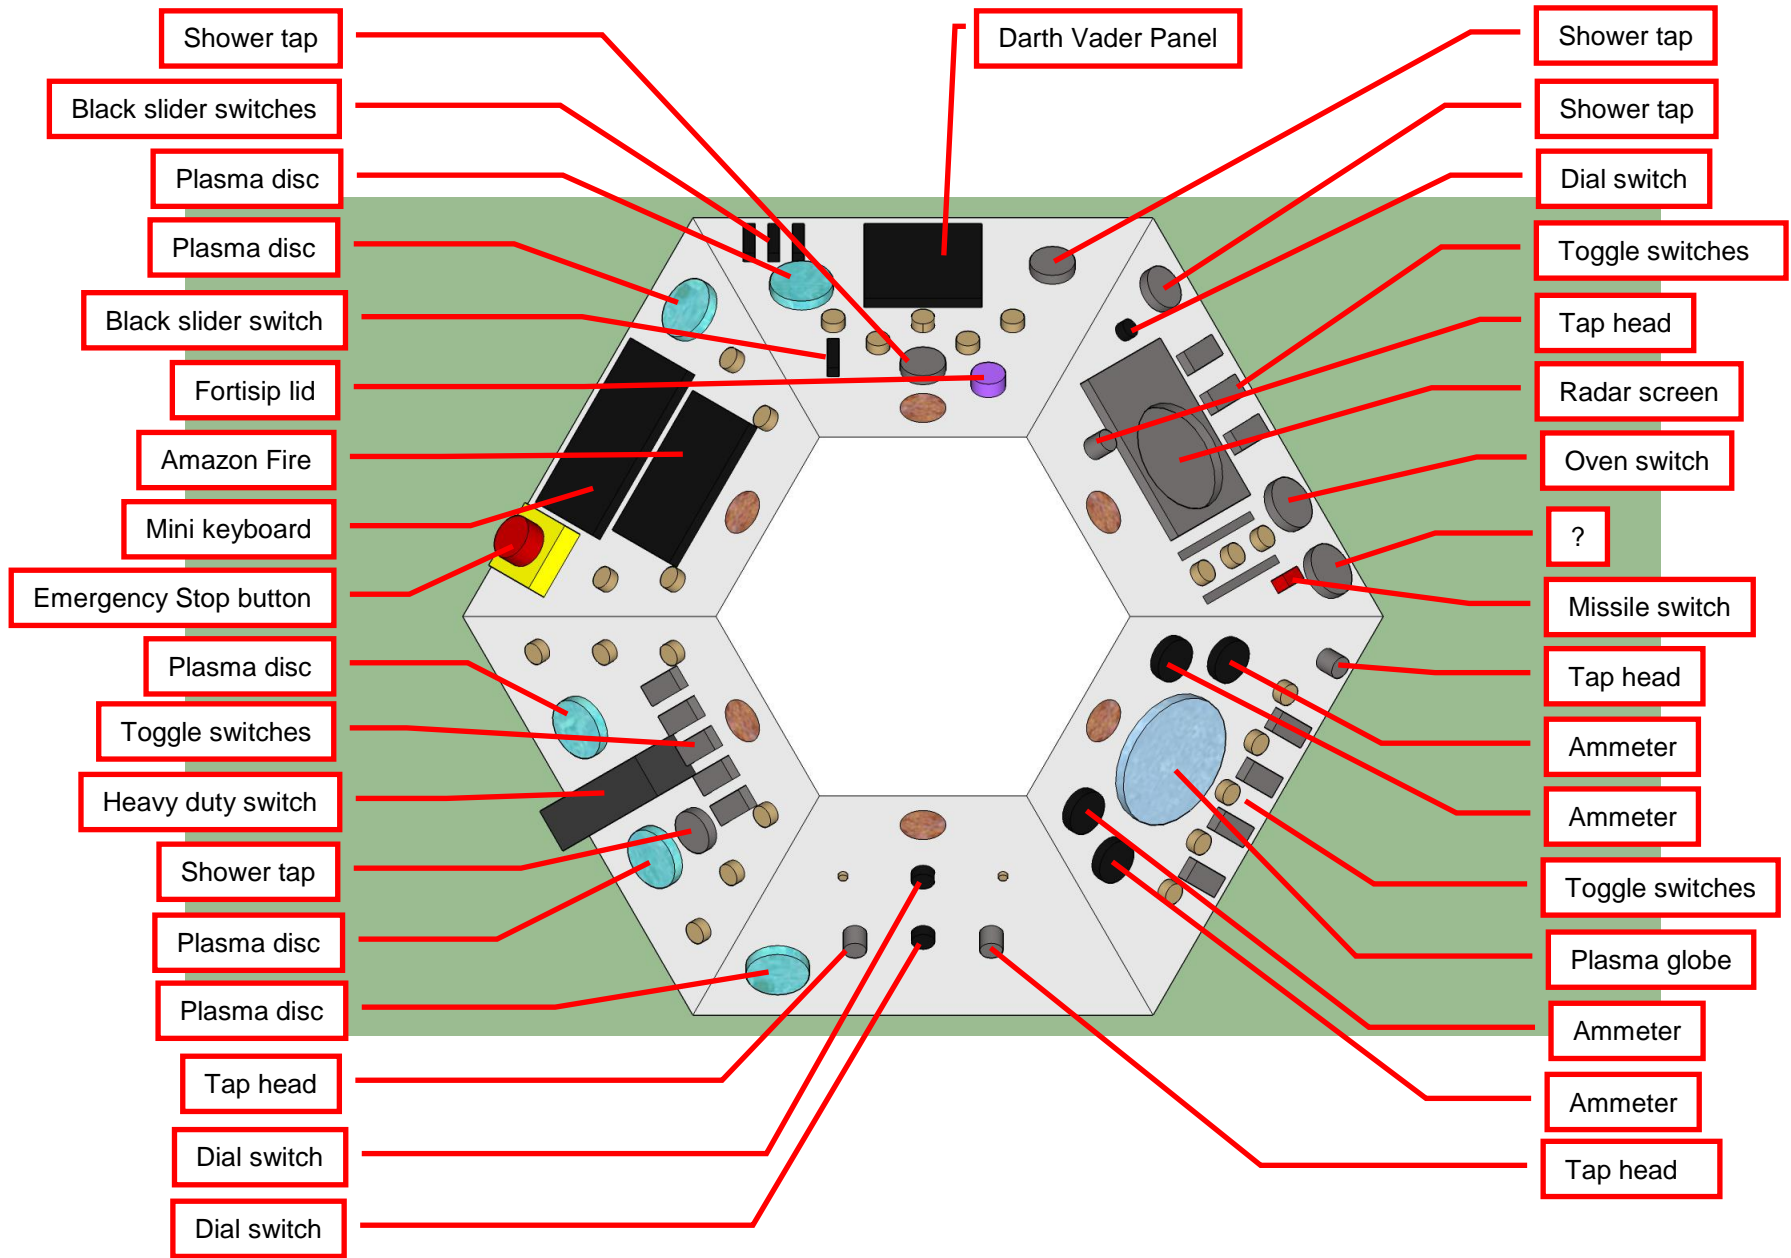 Shower tap
Black slider switches
Plasma disc
Plasma disc
Black slider switch
Fortisip lid
Amazon Fire
Mini keyboard
Emergency Stop button
Plasma disc
Toggle switches
Heavy duty switch
Shower tap
Plasma disc
Plasma disc
Tap head
Dial switch
Dial switch
Darth Vader Panel
Shower tap
Shower tap
Dial switch
Toggle switches
Tap head
Radar screen
Oven switch
?
Missile switch
Tap head
Ammeter
Ammeter
Toggle switches
Plasma globe
Ammeter
Ammeter
Tap head